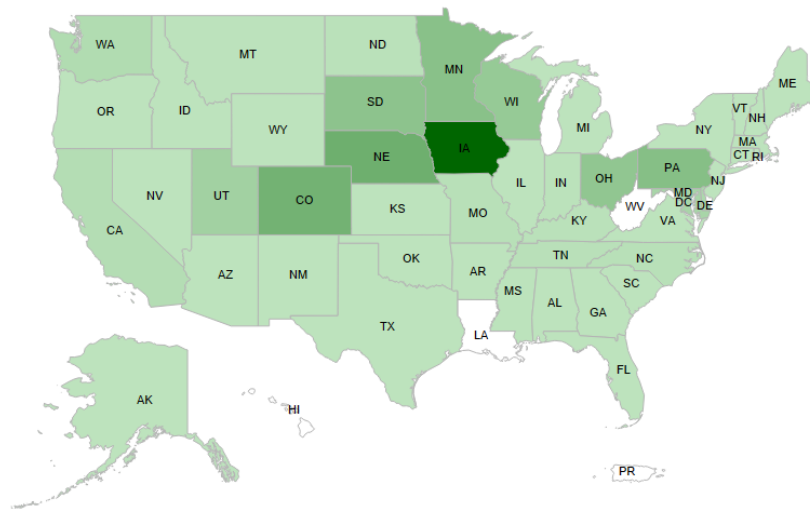 WA
MT
ND
MN
ME
OR
ID
SD
WI
VT
NH
WY
MI
NY
MA
IA
CT
RI
NE
PA
NV
UT
CO
IL
IN
OH
NJ
MD
DE
DC
KS
MO
WV
CA
KY
VA
AZ
NM
OK
AR
TN
NC
MS
AL
GA
SC
TX
LA
FL
AK
HI
PR